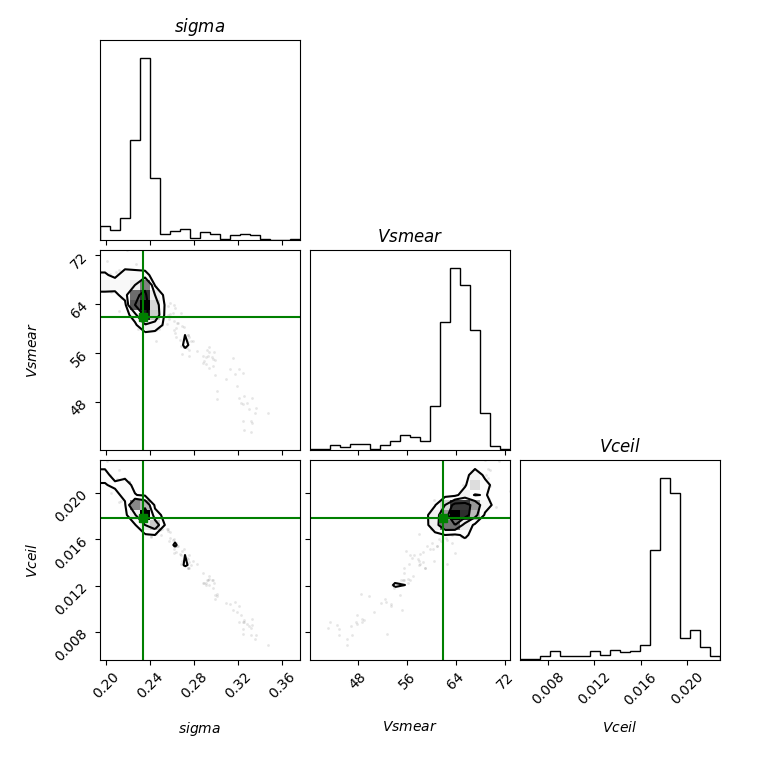 sigma
Vsmear
72
64
56
48
Vsmear
Vceil
0.020
0.016
0.012
0.008
Vceil
0.20 0.24 0.28 0.32 0.36 48 56 64 72 0.008 0.012 0.016 0.020
sigma Vsmear Vceil